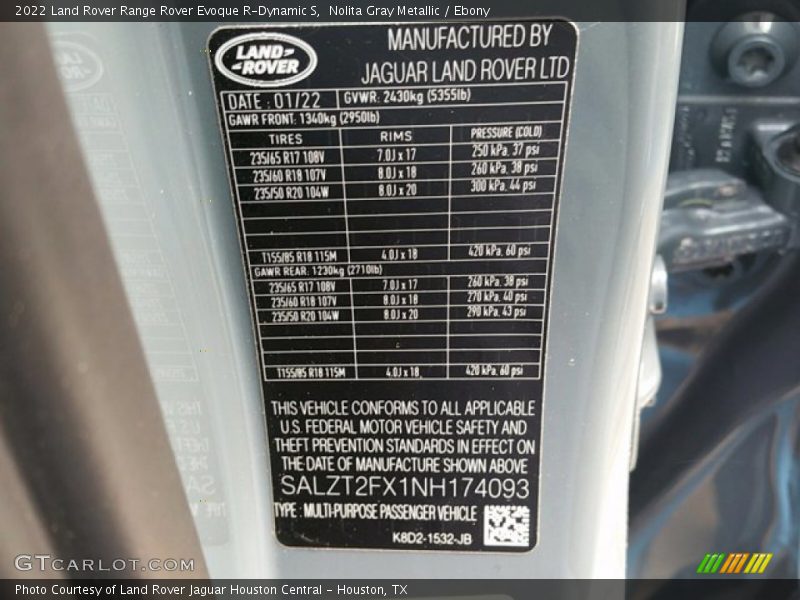 2022 Land Rover Range Rover Evoque R-Dynamic S, Nolita Gray Metallic / Ebony
LAND-
-ROVER
MANUFACTURED BY
JAGUAR LAND ROVER LTD
DATE : 01/22 GVWR: 2430kg (5355lb)
GAWR FRONT: 1340kg (2950lb)
TIRES RIMS PRESSURE (COLD)
235/65 R17 108V 7.0J x 17 250 kPa, 37 psi
235/60 R18 107V 8.0J x 18 260 kPa, 38 psi
235/50 R20 104W 8.0J x 20 300 kPa, 44 psi
T155/85 R18 115M 4.0J x 18 420 kPa, 60 psi
GAWR REAR: 1230kg (2710lb)
235/65 R17 108V 7.0J x 17 260 kPa, 38 psi
235/60 R18 107V 8.0J x 18 270 kPa, 40 psi
235/50 R20 104W 8.0J x 20 290 kPa, 43 psi
T155/85 R18 115M 4.0J x 18 420 kPa, 60 psi
THIS VEHICLE CONFORMS TO ALL APPLICABLE
U.S. FEDERAL MOTOR VEHICLE SAFETY AND
THEFT PREVENTION STANDARDS IN EFFECT ON
THE DATE OF MANUFACTURE SHOWN ABOVE
SALZT2FX1NH174093
TYPE : MULTI-PURPOSE PASSENGER VEHICLE
K8D2-1532-JB
GTCARLOT.COM
Photo Courtesy of Land Rover Jaguar Houston Central - Houston, TX